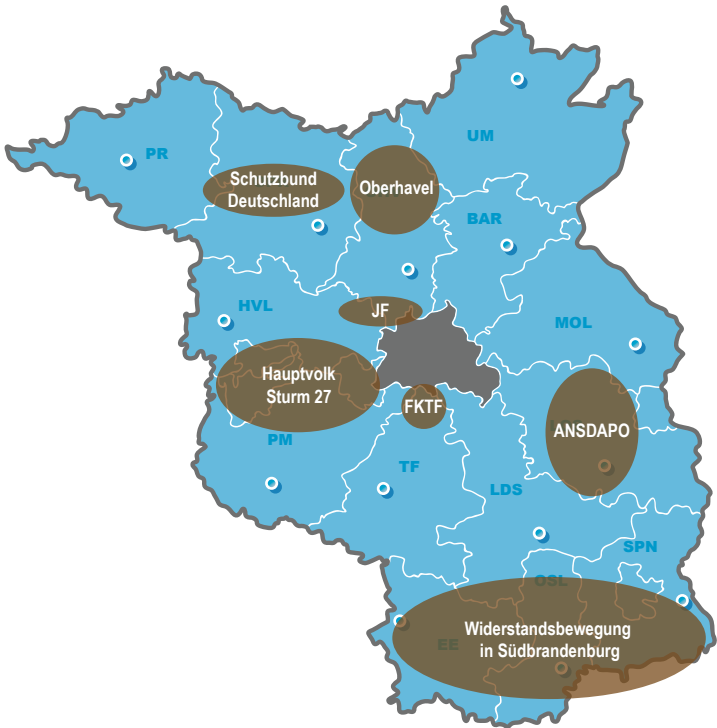 UM
PR
Schutzbund
Deutschland
Oberhavel
BAR
HVL
JF
MOL
Hauptvolk
Sturm 27
FKTF
ANSDAPO
PM
TF
LDS
SPN
OSL
Widerstandsbewegung
in Südbrandenburg
EE